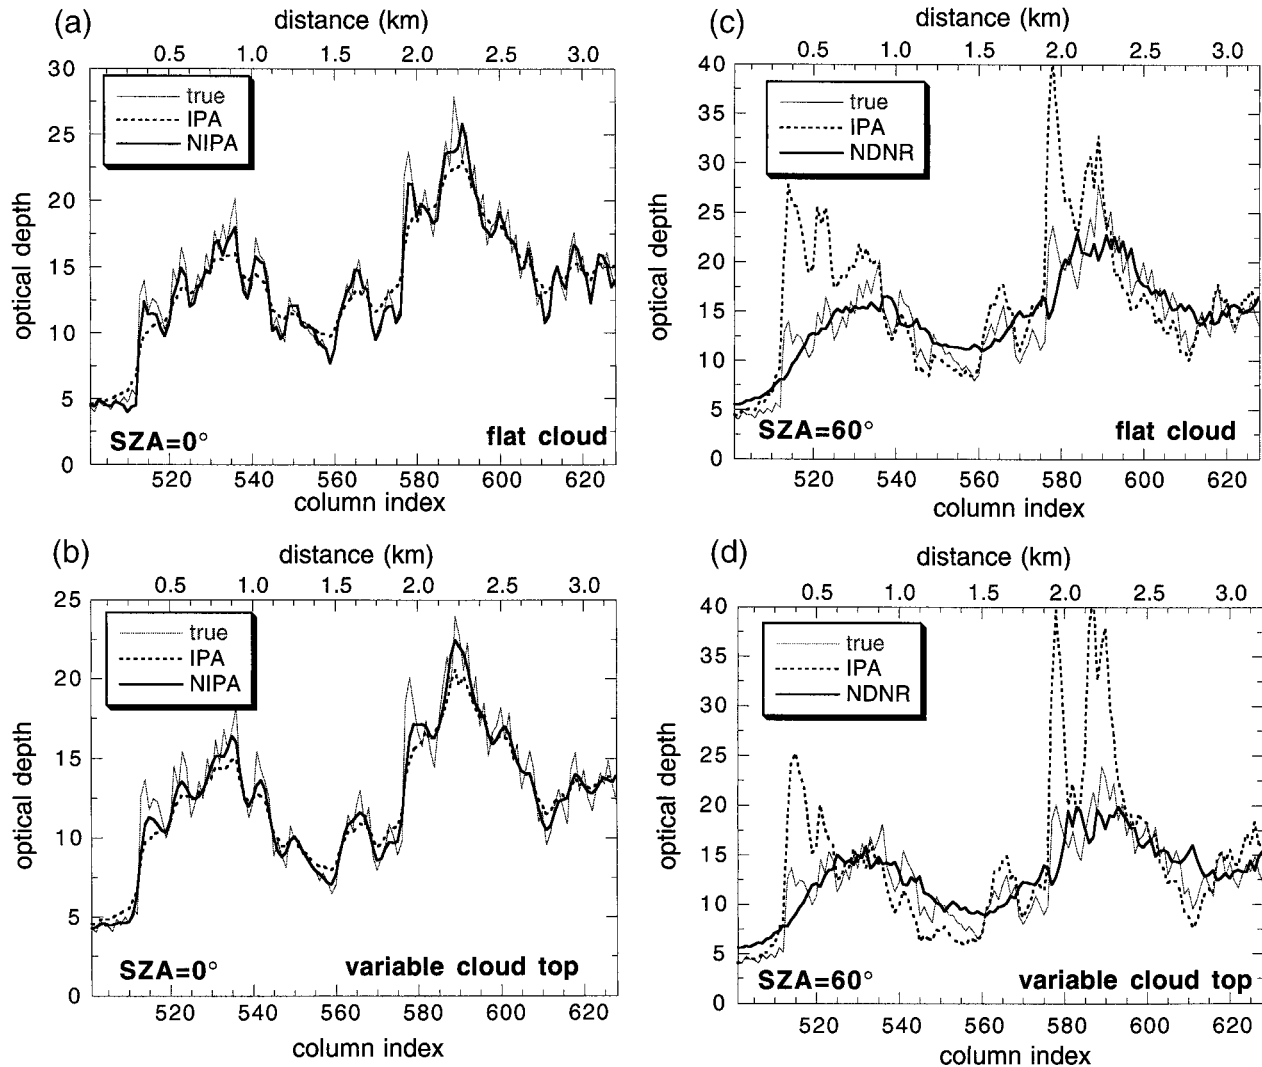 (a)
distance (km)
0.5 1.0 1.5 2.0 2.5 3.0
30
25
20
15
10
5
0
optical depth
true
IPA
NIPA
SZA=0°
flat cloud
520 540 560 580 600 620
column index
(c)
distance (km)
0.5 1.0 1.5 2.0 2.5 3.0
40
35
30
25
20
15
10
5
0
optical depth
true
IPA
NDNR
SZA=60°
flat cloud
520 540 560 580 600 620
column index
(b)
distance (km)
0.5 1.0 1.5 2.0 2.5 3.0
25
20
15
10
5
0
optical depth
true
IPA
NIPA
SZA=0°
variable cloud top
520 540 560 580 600 620
column index
(d)
distance (km)
0.5 1.0 1.5 2.0 2.5 3.0
40
35
30
25
20
15
10
5
0
optical depth
true
IPA
NDNR
SZA=60°
variable cloud top
520 540 560 580 600 620
column index